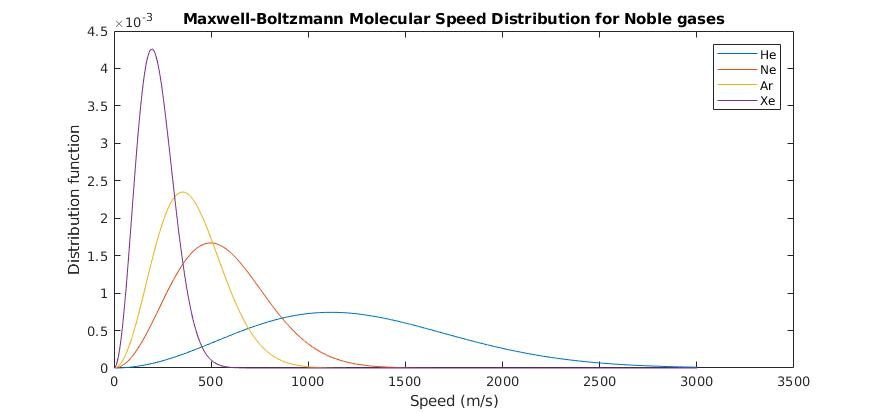 Maxwell-Boltzmann Molecular Speed Distribution for Noble gases
×10-3
4.5
4
3.5
3
2.5
2
1.5
1
0.5
0
Distribution function
He
Ne
Ar
Xe
0 500 1000 1500 2000 2500 3000 3500
Speed (m/s)